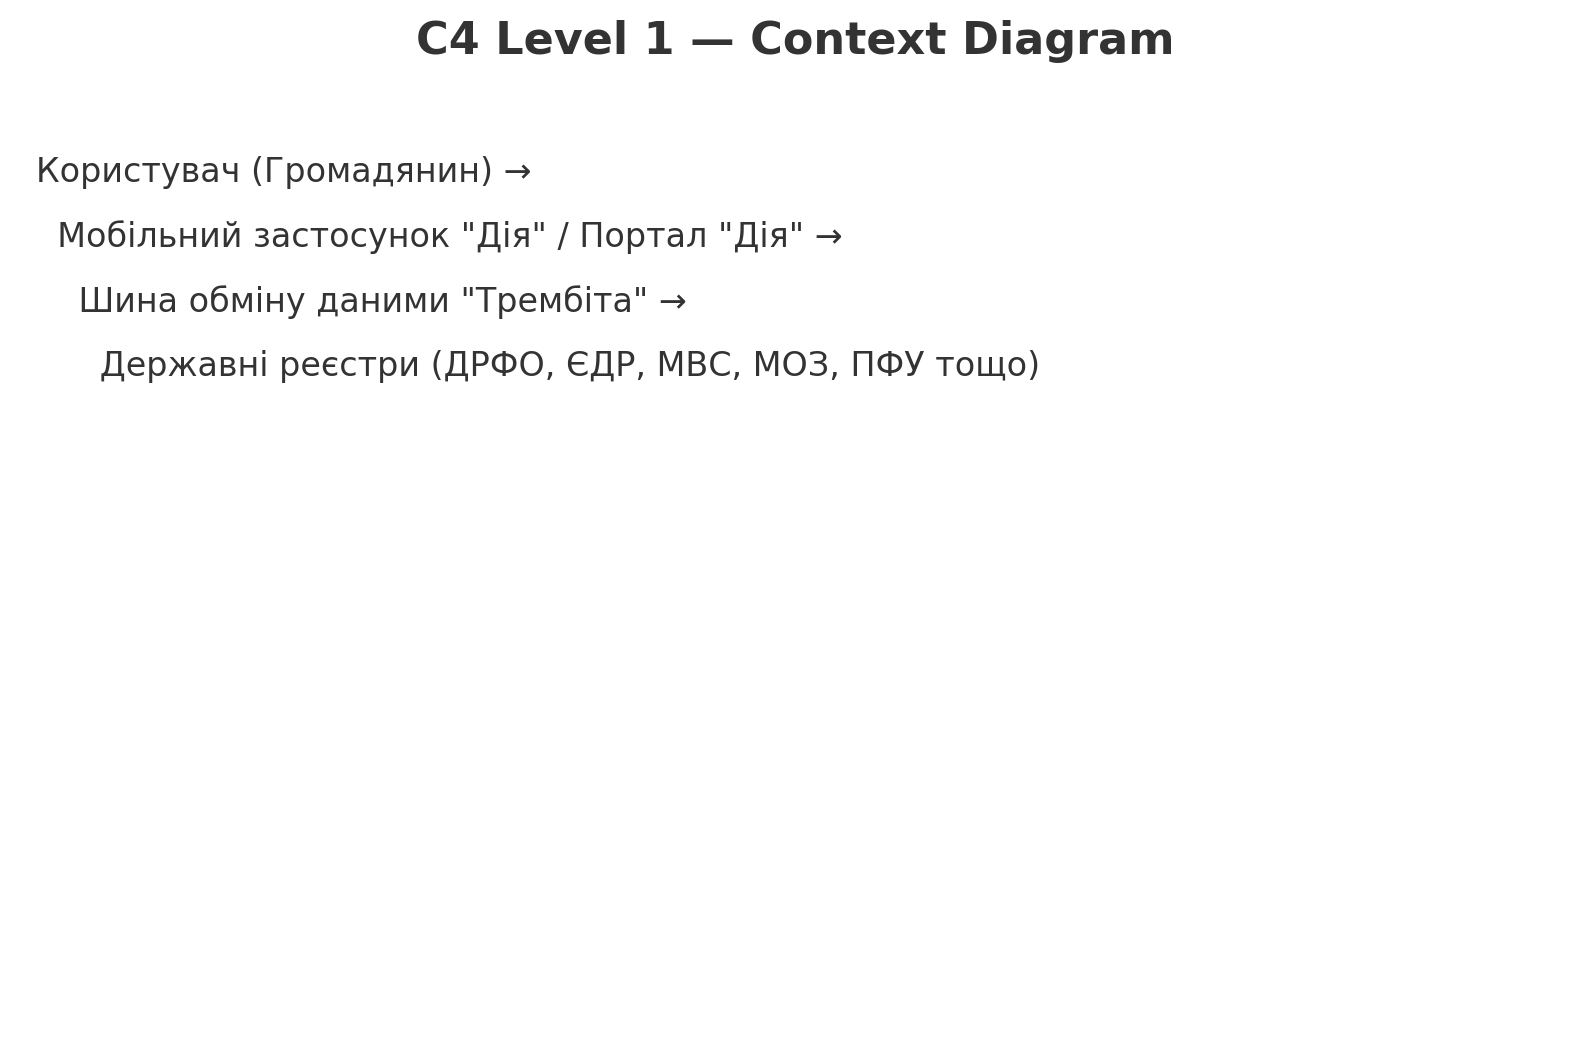 C4 Level 1 — Context Diagram
Користувач (Громадянин) →
Мобільний застосунок "Дія" / Портал "Дія" →
Шина обміну даними "Трембіта" →
Державні реєстри (ДРФО, ЄДР, МВС, МОЗ, ПФУ тощо)